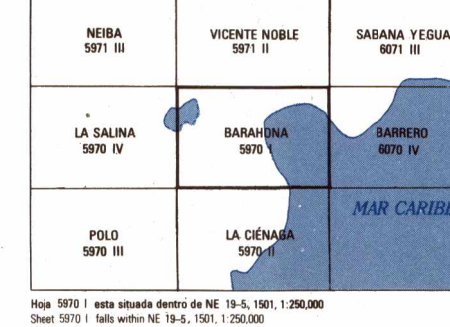 NEIBA
5971 III
VICENTE NOBLE
5971 II
SABANA YEGUA
6071 III
LA SALINA
5970 IV
BARAHONA
5970 I
BARRERO
6070 IV
MAR CARIBE
POLO
5970 III
LA CIÉNAGA
5970 II
Hoja 5970 I esta situada dentro de NE 19-5, 1501, 1:250,000
Sheet 5970 I falls within NE 19-5, 1501, 1:250,000